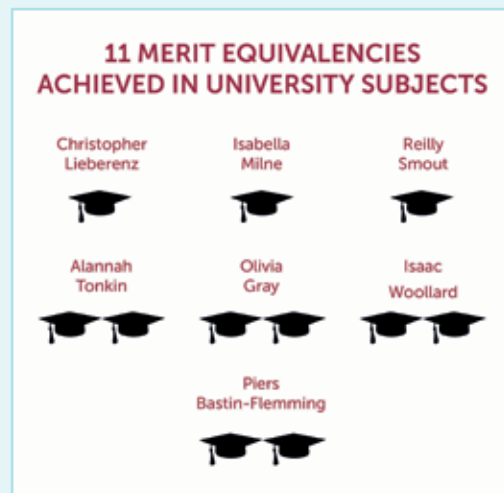 11 MERIT EQUIVALENCIES
ACHIEVED IN UNIVERSITY SUBJECTS
Christopher
Lieberenz
Isabella
Milne
Reilly
Smout
Alannah
Tonkin
Olivia
Gray
Isaac
Woollard
Piers
Bastin-Flemming